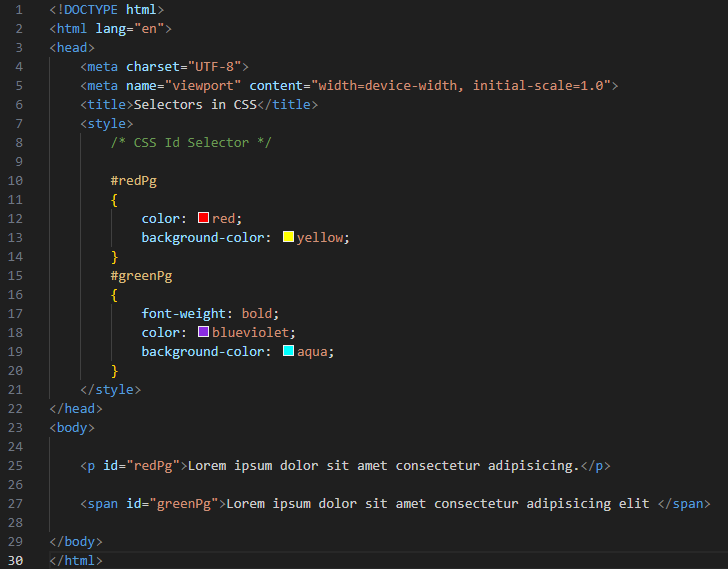 1 <!DOCTYPE html>
2 <html lang="en">
3 <head>
4     <meta charset="UTF-8">
5     <meta name="viewport" content="width=device-width, initial-scale=1.0">
6     <title>Selectors in CSS</title>
7     <style>
8         /* CSS Id Selector */
9
10         #redPg
11         {
12             color: red;
13             background-color: yellow;
14         }
15         #greenPg
16         {
17             font-weight: bold;
18             color: blueviolet;
19             background-color: aqua;
20         }
21     </style>
22 </head>
23 <body>
24
25     <p id="redPg">Lorem ipsum dolor sit amet consectetur adipisicing.</p>
26
27     <span id="greenPg">Lorem ipsum dolor sit amet consectetur adipisicing elit </span>
28
29 </body>
30 </html>